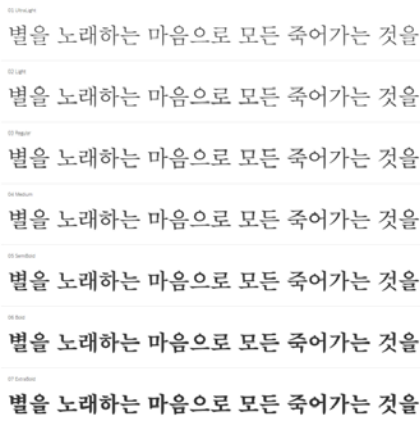 01 UltraLight
별을 노래하는 마음으로 모든 죽어가는 것을
02 Light
별을 노래하는 마음으로 모든 죽어가는 것을
03 Regular
별을 노래하는 마음으로 모든 죽어가는 것을
04 Medium
별을 노래하는 마음으로 모든 죽어가는 것을
05 SemiBold
별을 노래하는 마음으로 모든 죽어가는 것을
06 Bold
별을 노래하는 마음으로 모든 죽어가는 것을
07 ExtraBold
별을 노래하는 마음으로 모든 죽어가는 것을